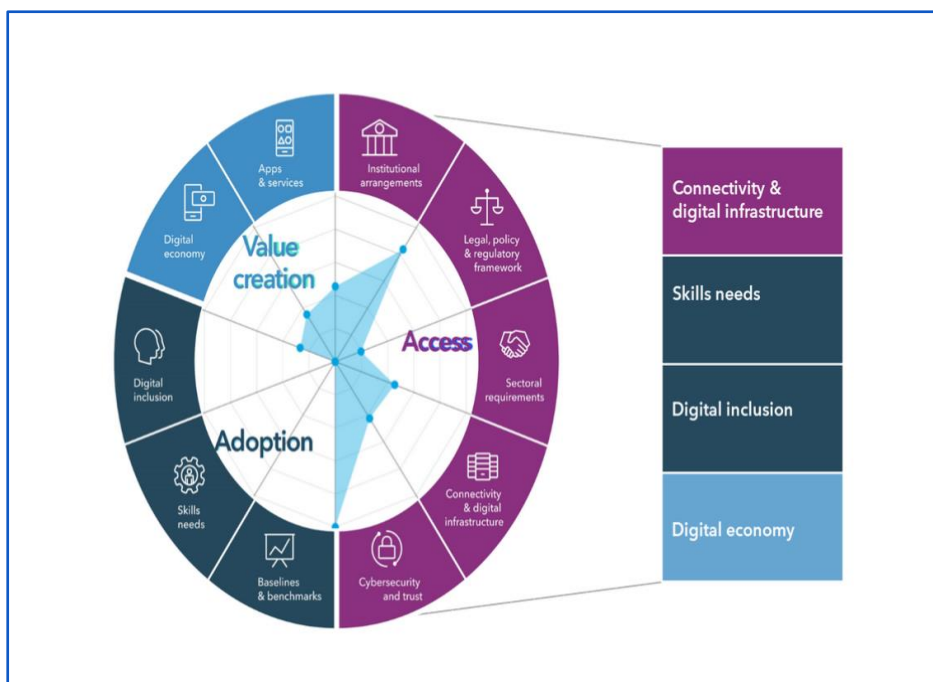 Apps
& services
Institutional
arrangements
Digital
economy
Legal, policy
& regulatory
framework
Value
creation
Access
Digital
inclusion
Sectoral
requirements
Adoption
Skills
needs
Connectivity
& digital
infrastructure
Baselines
& benchmarks
Cybersecurity
and trust
Connectivity &
digital infrastructure
Skills needs
Digital inclusion
Digital economy